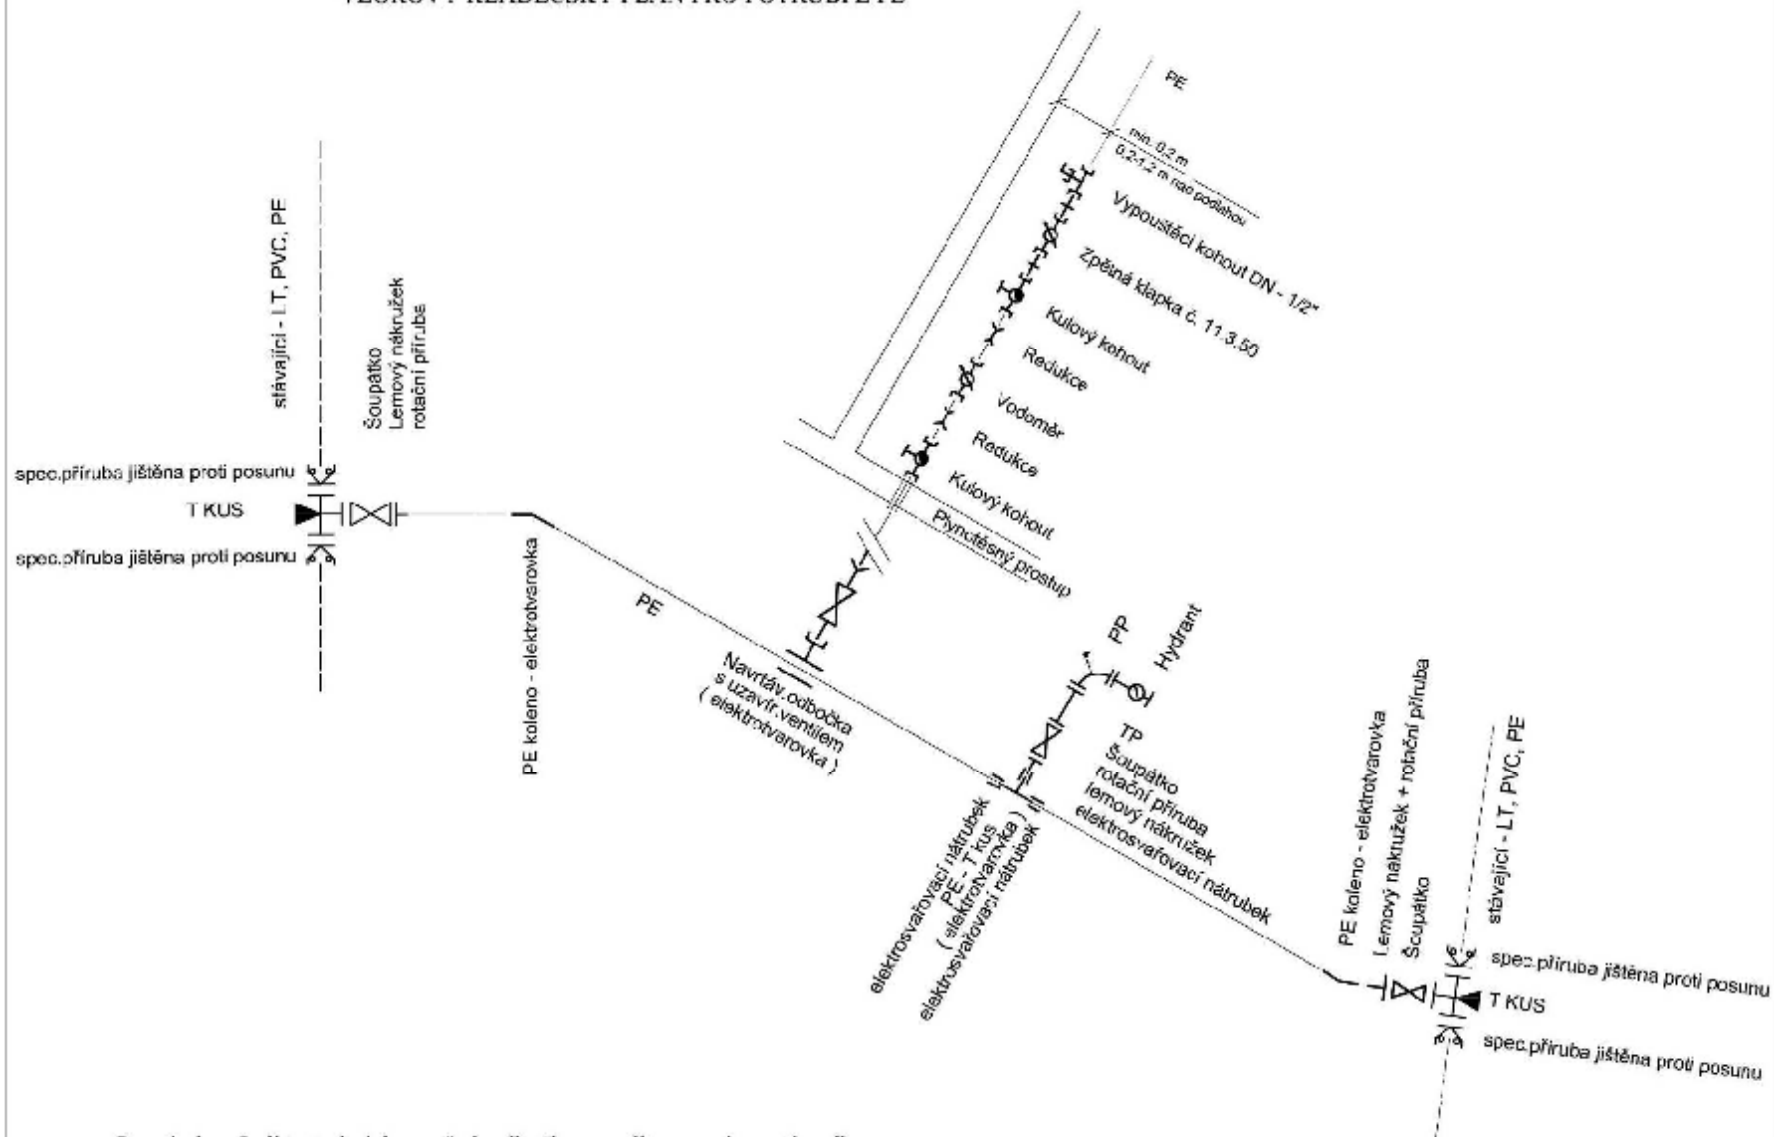 PE
min. 0,2 m
0,2-1,2 m nad podlahou
Vypouštěcí kohout DN - 1/2"
Zpětná klapka č. 11.3.50
Kulový kohout
Redukce
Vodoměr
Redukce
Kulový kohout
Plynotěsný prostup
stávající - LT, PVC, PE
Šoupátko
Lemový nákružek
rotační příruba
spec.příruba jištěna proti posunu
T KUS
spec.příruba jištěna proti posunu
PE koleno - elektrotvarovka
PE
Navrtáv.odbočka
s uzavír.ventilem
( elektrotvarovka )
PP
Hydrant
TP
Šoupátko
rotační příruba
lemový nákružek
elektrosvařovací nátrubek
elektrosvařovací nátrubek
PE - T kus
( elektrotvarovka )
elektrosvařovací nátrubek
PE koleno - elektrotvarovka
Lemový nákružek + rotační příruba
Šoupátko
stávající - LT, PVC, PE
spec.příruba jištěna proti posunu
T KUS
spec.příruba jištěna proti posunu